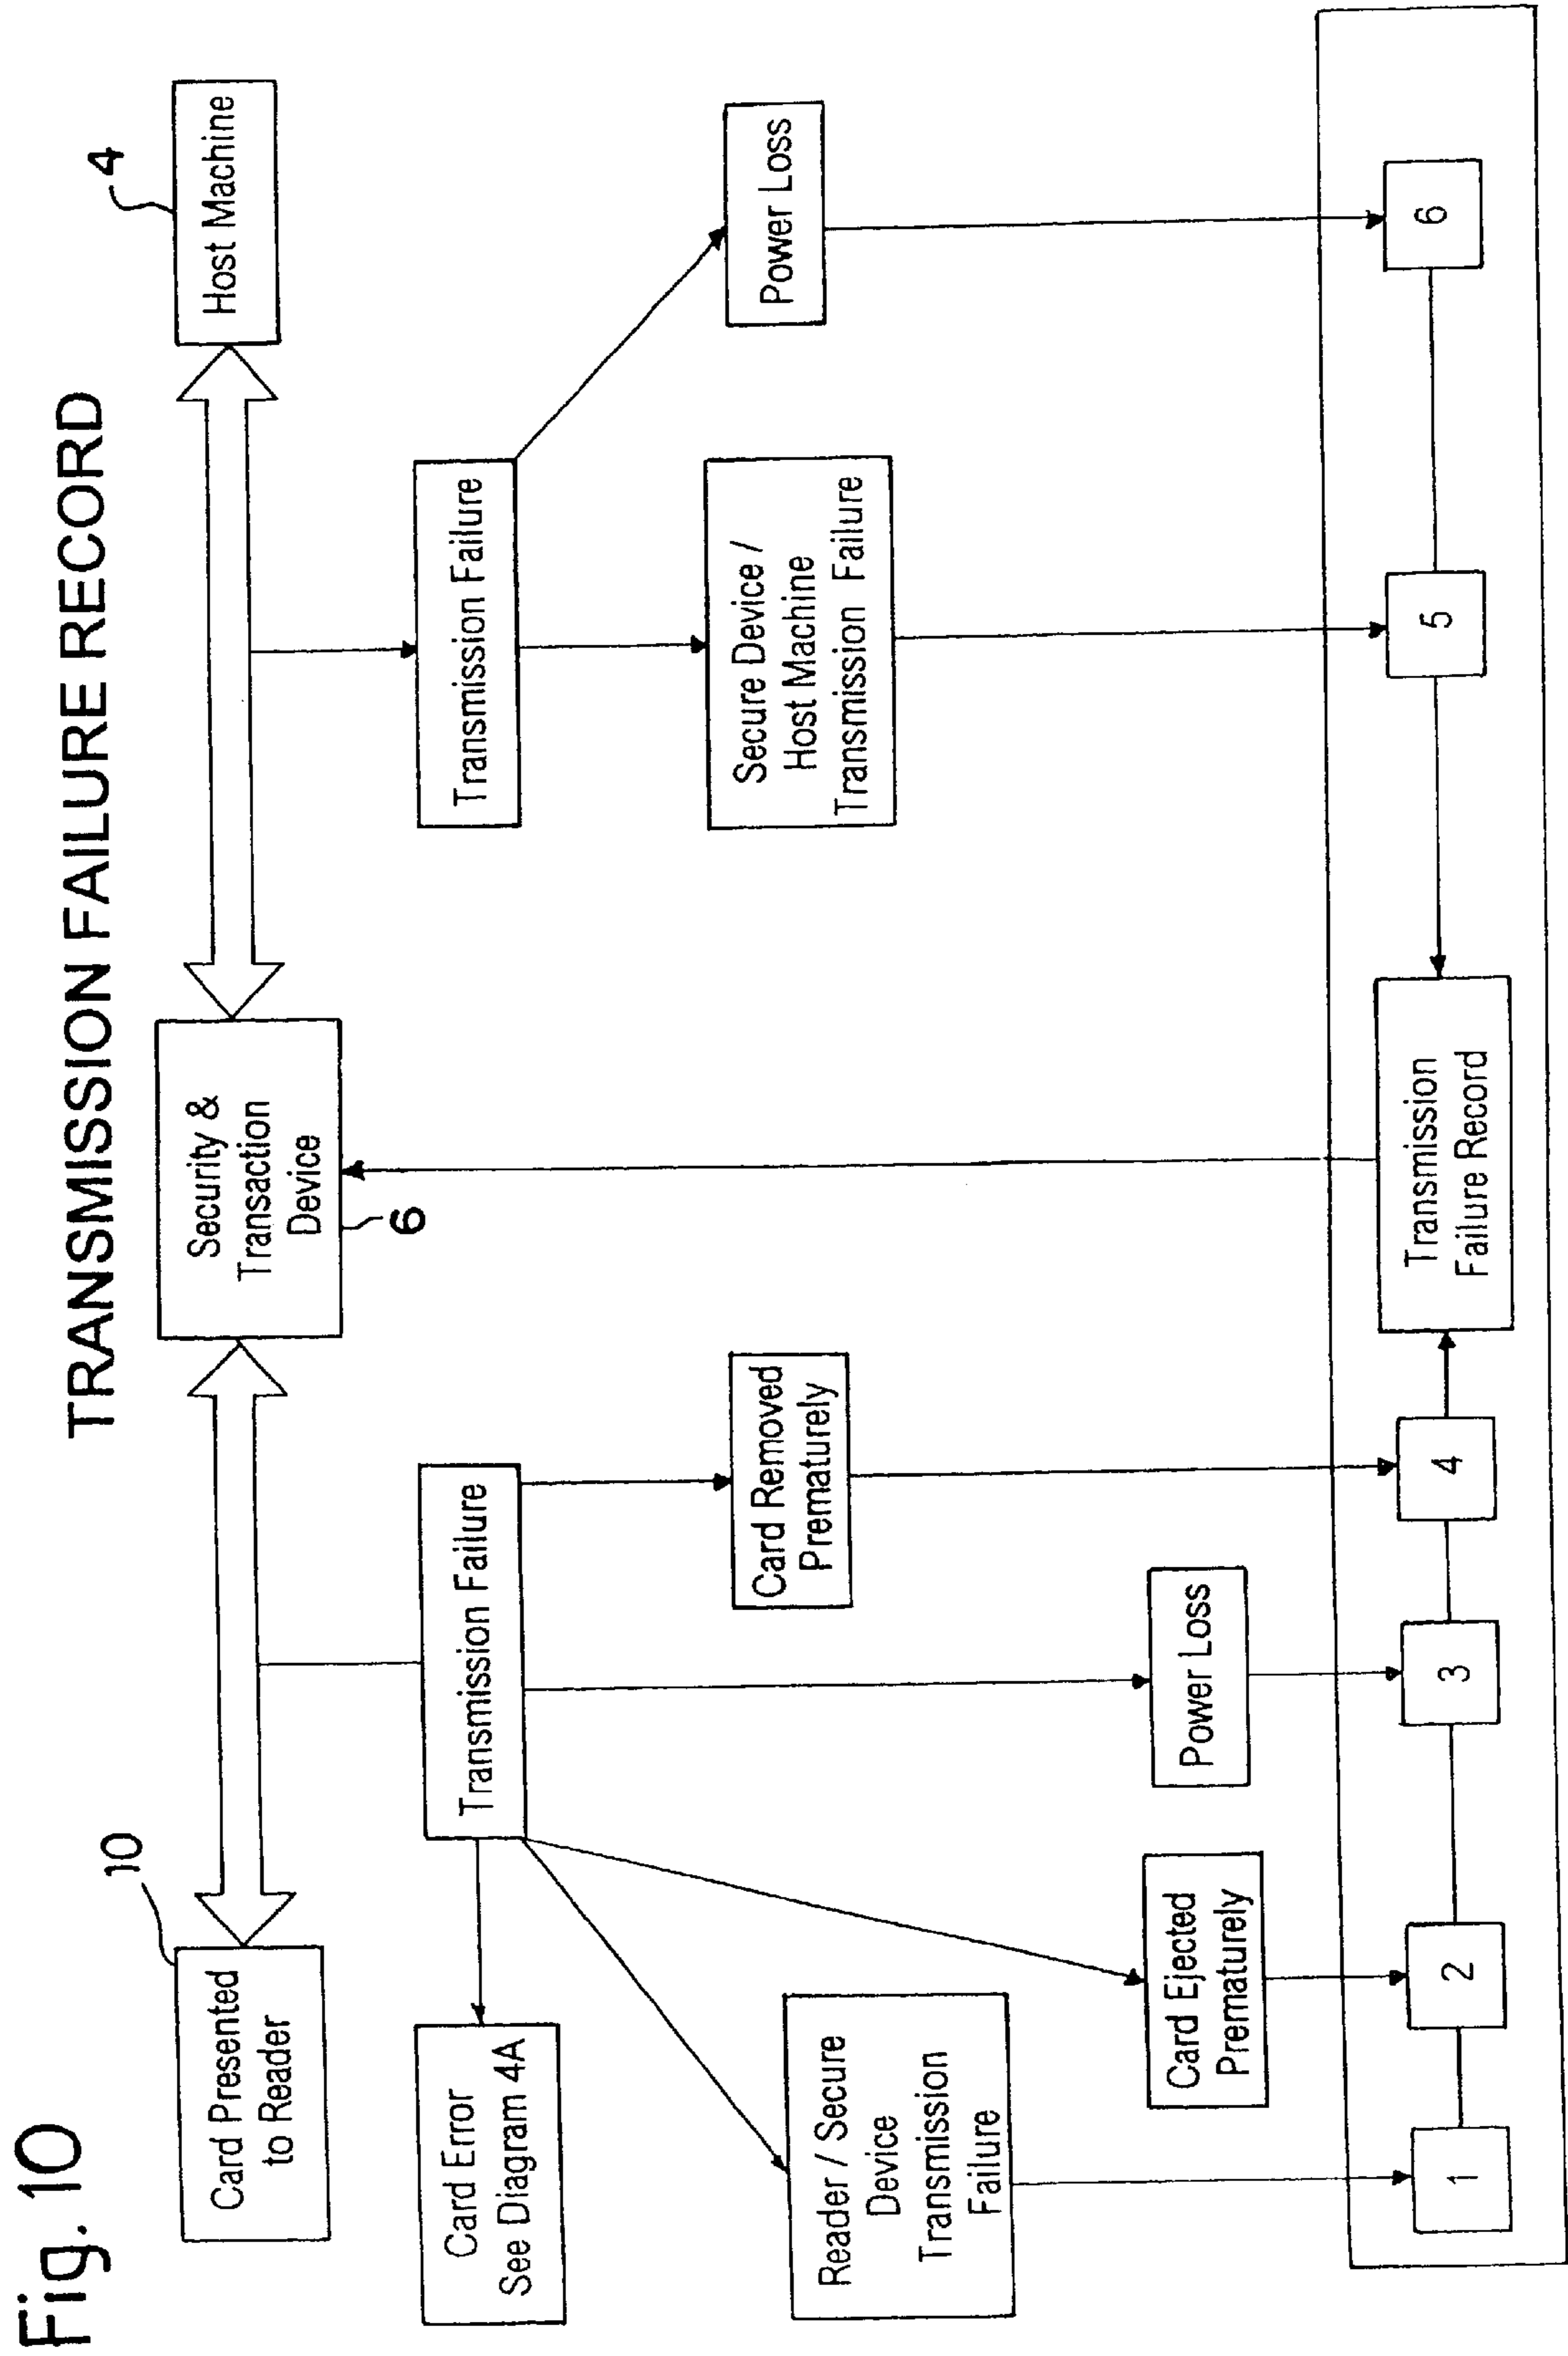 Fig. 10
TRANSMISSION FAILURE RECORD
10
4
Card Presented
to Reader
Security &
Transaction
Device
6
Host Machine
Transmission Failure
Transmission Failure
Card Error
See Diagram 4A
Card Removed
Prematurely
Secure Device /
Host Machine
Transmission Failure
Power Loss
Reader / Secure
Device
Transmission
Failure
Card Ejected
Prematurely
Power Loss
1
2
3
4
Transmission
Failure Record
5
6